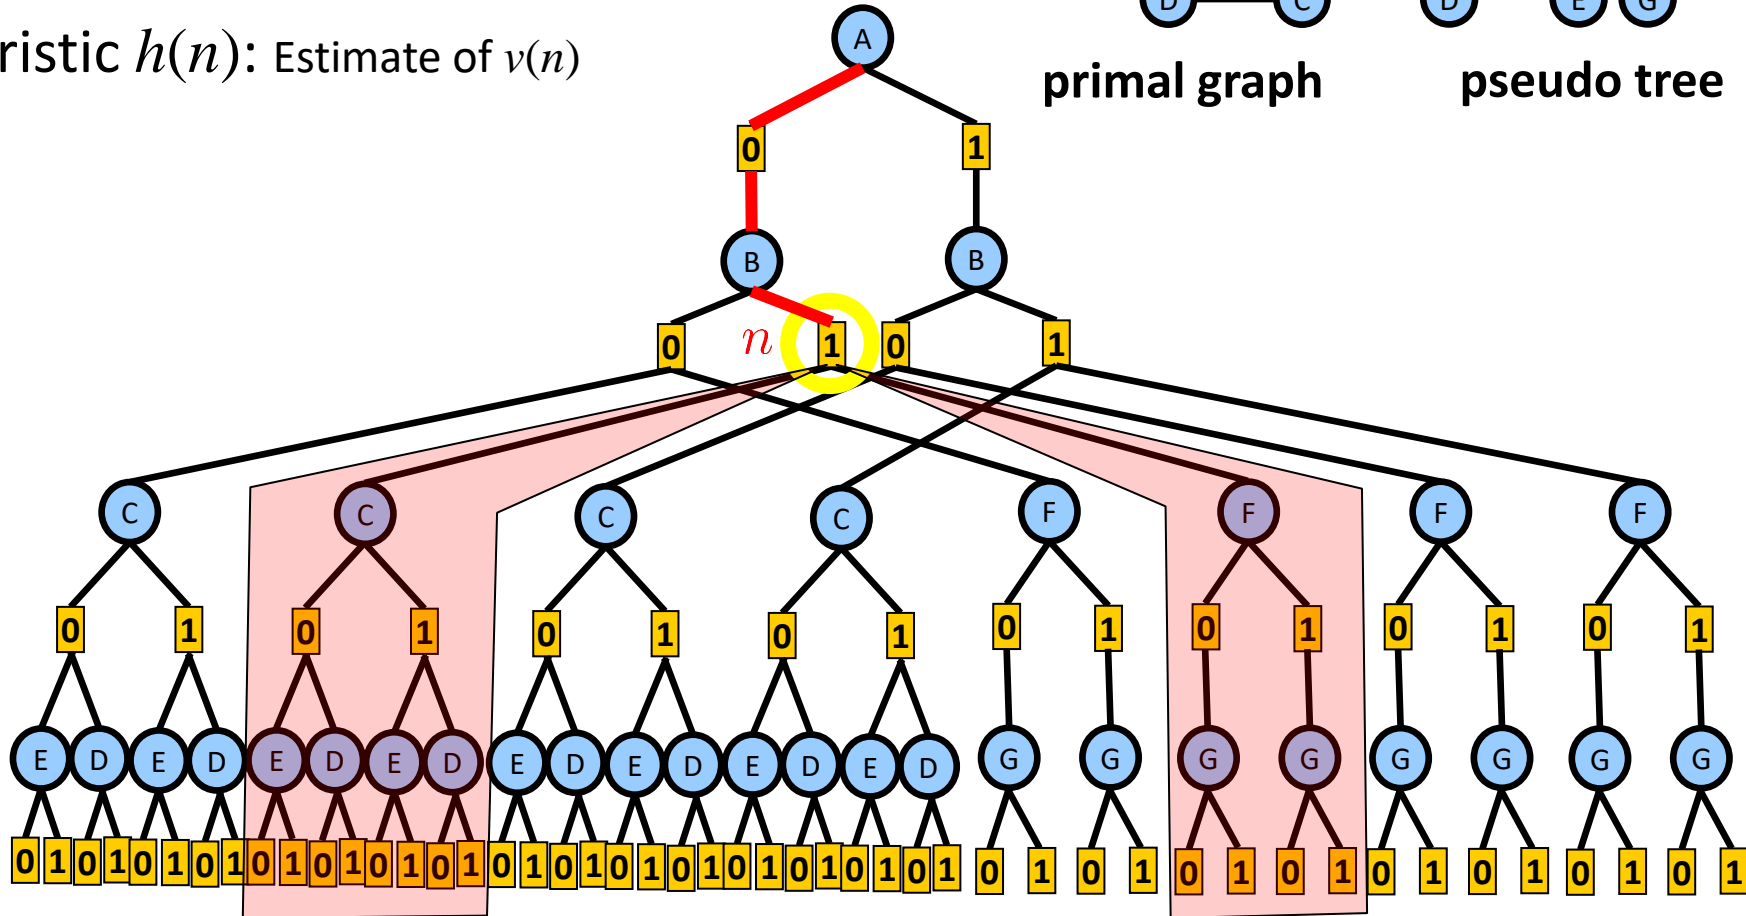 D C D E G
A
ristic h(n): Estimate of v(n)
primal graph pseudo tree
0 1
B B
0 n 1 0 1
C C C C F F F F
0 1 0 1 0 1 0 1 0 1 0 1 0 1 0 1
E D E D E D E D E D E D E D E D G G G G G G G G
0 1 0 1 0 1 0 1 0 1 0 1 0 1 0 1 0 1 0 1 0 1 0 1 0 1 0 1 0 1 0 1 0 1 0 1 0 1 0 1 0 1 0 1 0 1 0 1